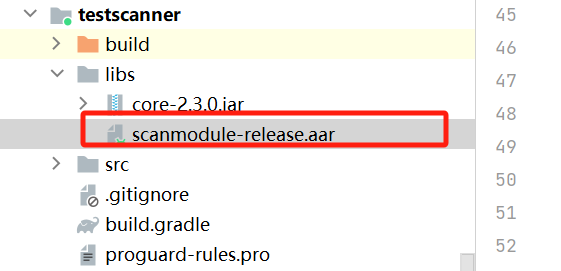 testscanner
build
libs
core-2.3.0.jar
scanmodule-release.aar
src
.gitignore
build.gradle
proguard-rules.pro
45
46
47
48
49
50
51
52